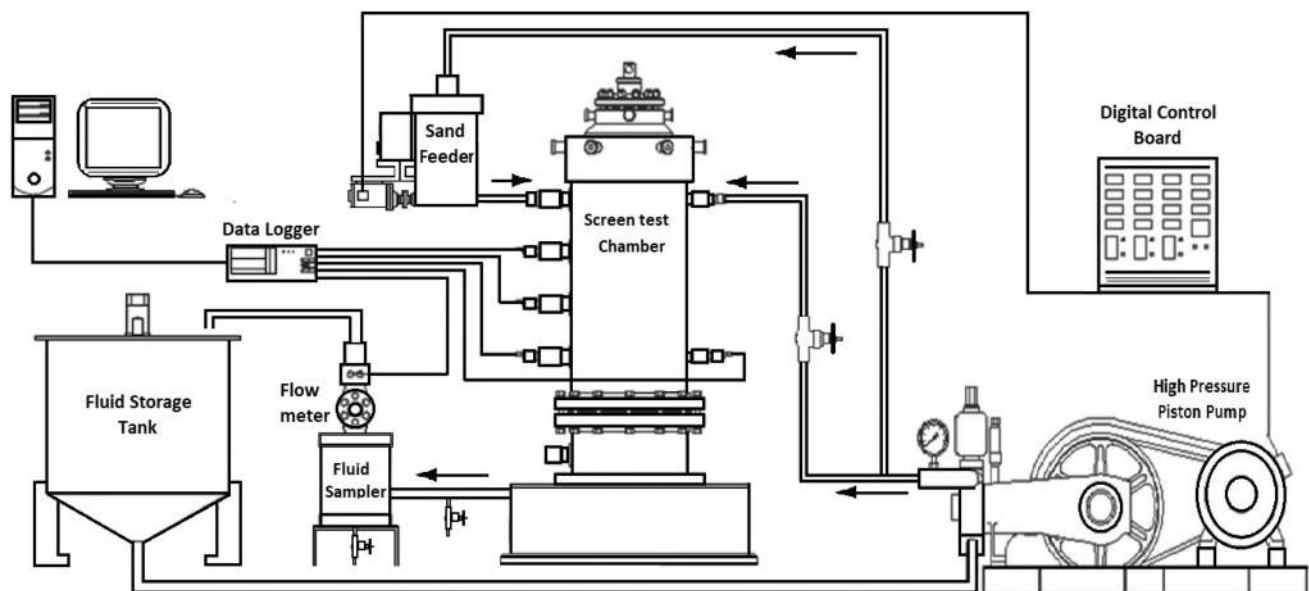 Digital Control
Board
Sand
Feeder
Screen test
Chamber
Data Logger
Fluid Storage
Tank
Flow
meter
Fluid
Sampler
High Pressure
Piston Pump